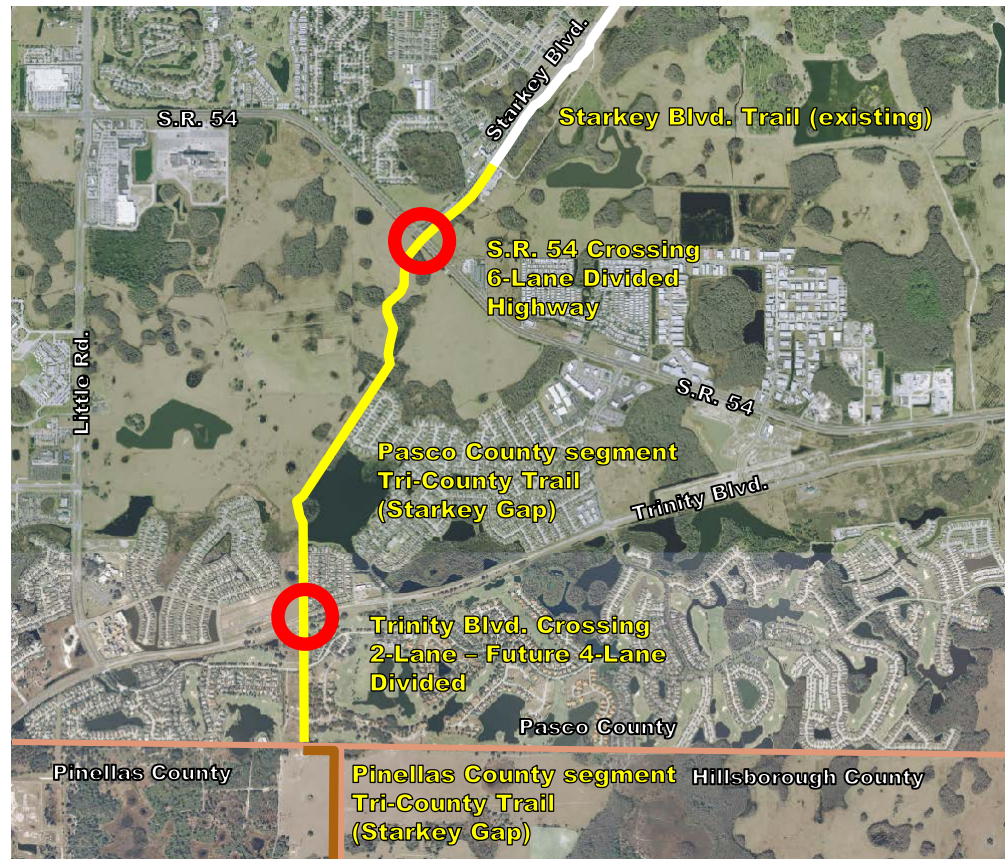 S.R. 54
Starkey Blvd.
Starkey Blvd. Trail (existing)
S.R. 54 Crossing
6-Lane Divided
Highway
Little Rd.
S.R. 54
Pasco County segment
Tri-County Trail
(Starkey Gap)
Trinity Blvd.
Trinity Blvd. Crossing
2-Lane – Future 4-Lane
Divided
Pasco County
Pinellas County
Pinellas County segment
Tri-County Trail
(Starkey Gap)
Hillsborough County